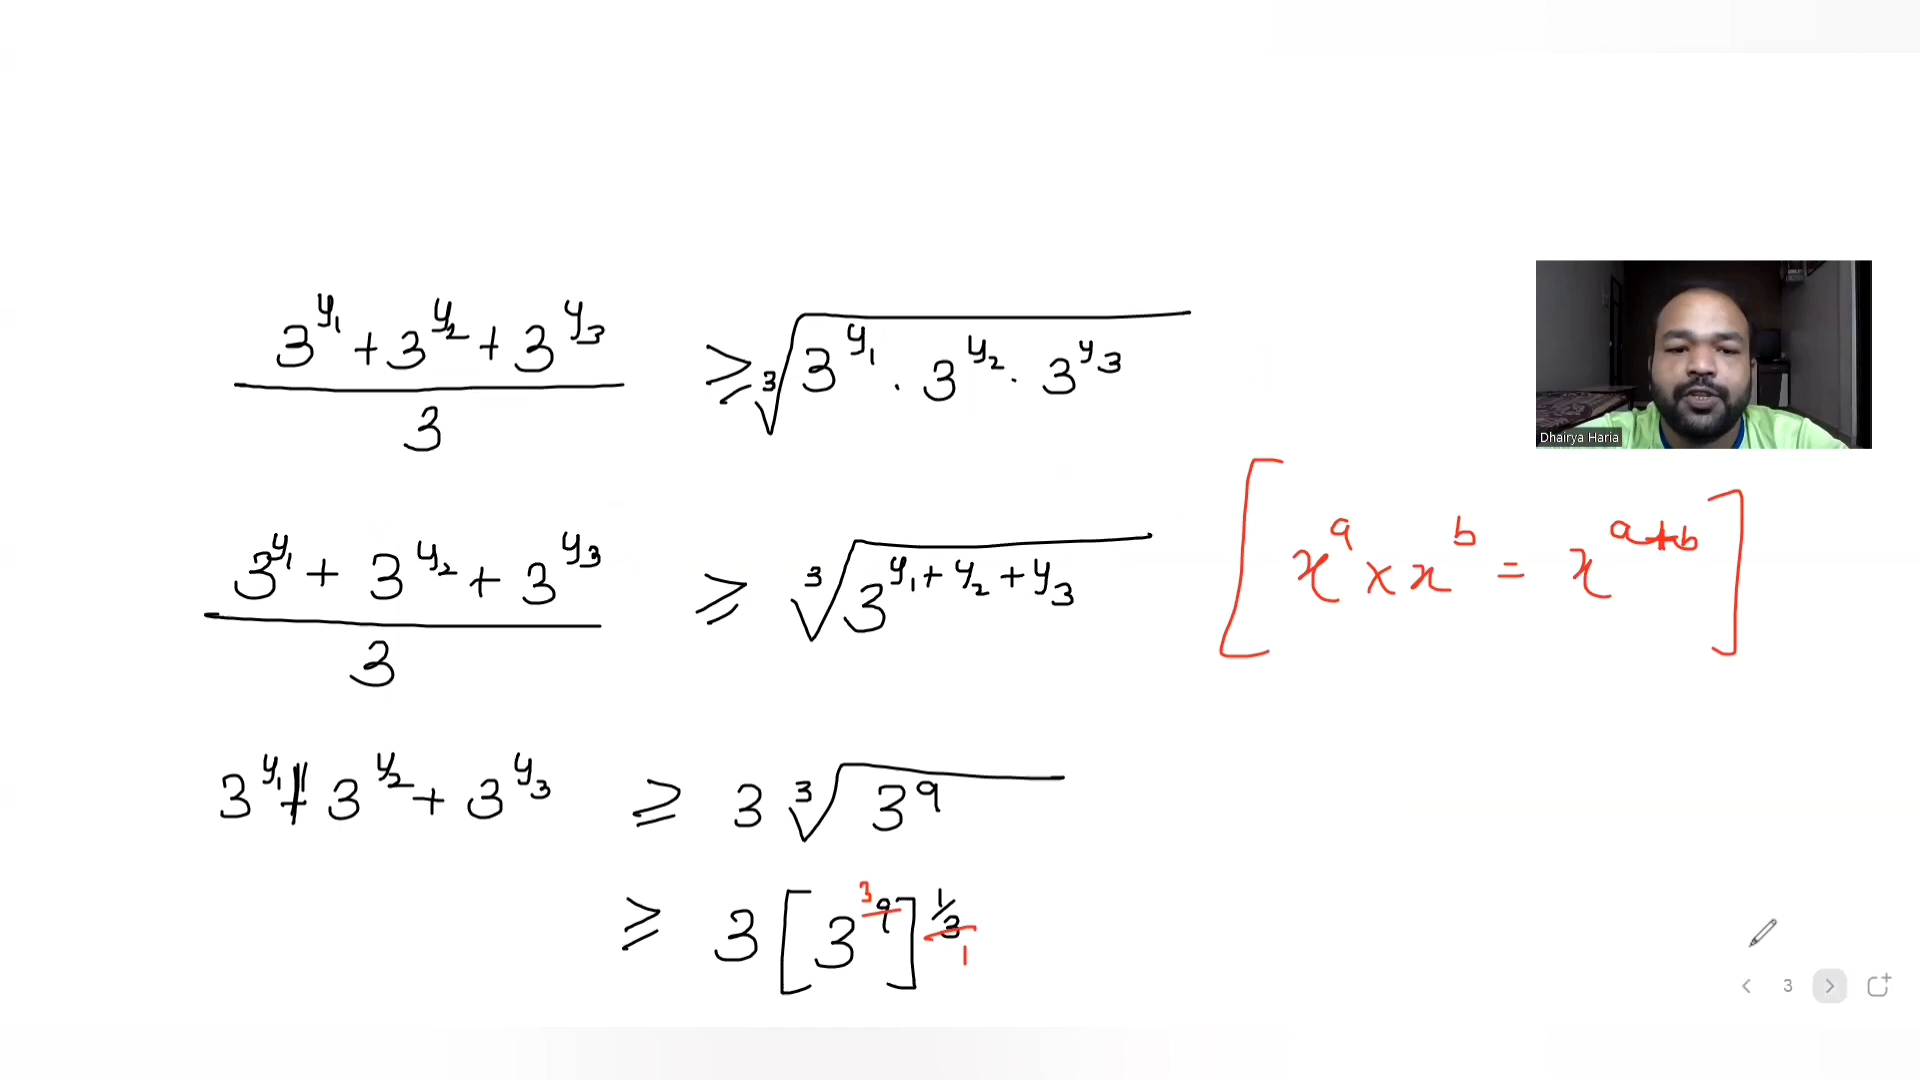 3^y₁ + 3^y₂ + 3^y₃ / 3 ≥ ∛(3^y₁ . 3^y₂ . 3^y₃)
Dhairya Haria
3^y₁ + 3^y₂ + 3^y₃ / 3 ≥ ∛(3^(y₁+y₂+y₃)) [x^a × x^b = x^(a+b)]
3^y₁ + 3^y₂ + 3^y₃ ≥ 3 ∛(3^9)
≥ 3 [3^9]^(1/3) 3 1
3